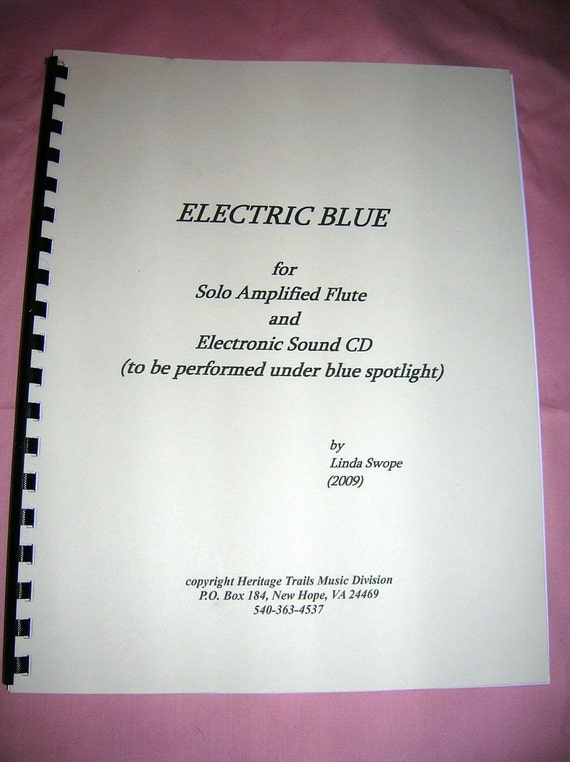 ELECTRIC BLUE
for
Solo Amplified Flute
and
Electronic Sound CD
(to be performed under blue spotlight)
by
Linda Swope
(2009)
copyright Heritage Trails Music Division
P.O. Box 184, New Hope, VA 24469
540-363-4537